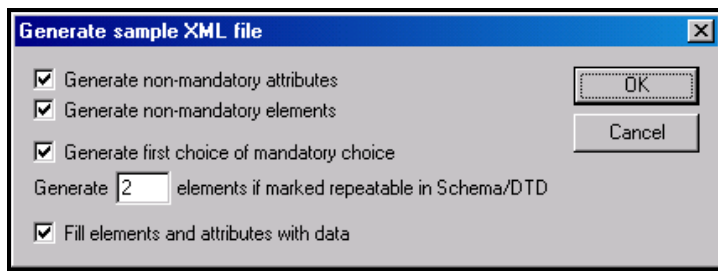 Generate sample XML file
Generate non-mandatory attributes
OK
Generate non-mandatory elements
Cancel
Generate first choice of mandatory choice
Generate 2 elements if marked repeatable in Schema/DTD
Fill elements and attributes with data